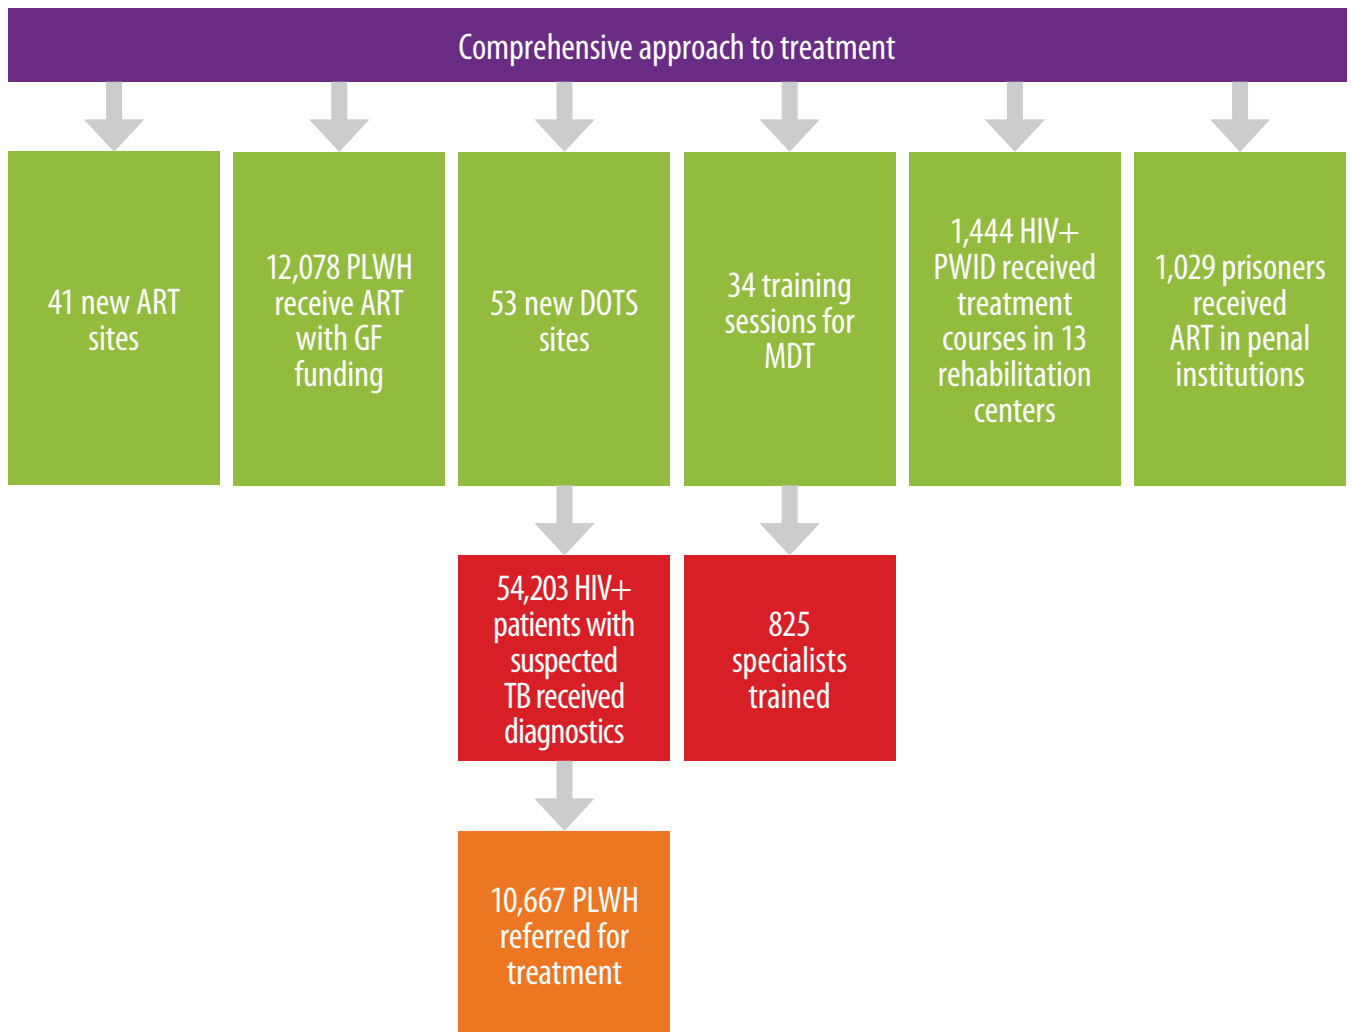 Comprehensive approach to treatment
41 new ART
sites
12,078 PLWH
receive ART
with GF
funding
53 new DOTS
sites
34 training
sessions for
MDT
1,444 HIV+
PWID received
treatment
courses in 13
rehabilitation
centers
1,029 prisoners
received
ART in penal
institutions
54,203 HIV+
patients with
suspected
TB received
diagnostics
825
specialists
trained
10,667 PLWH
referred for
treatment